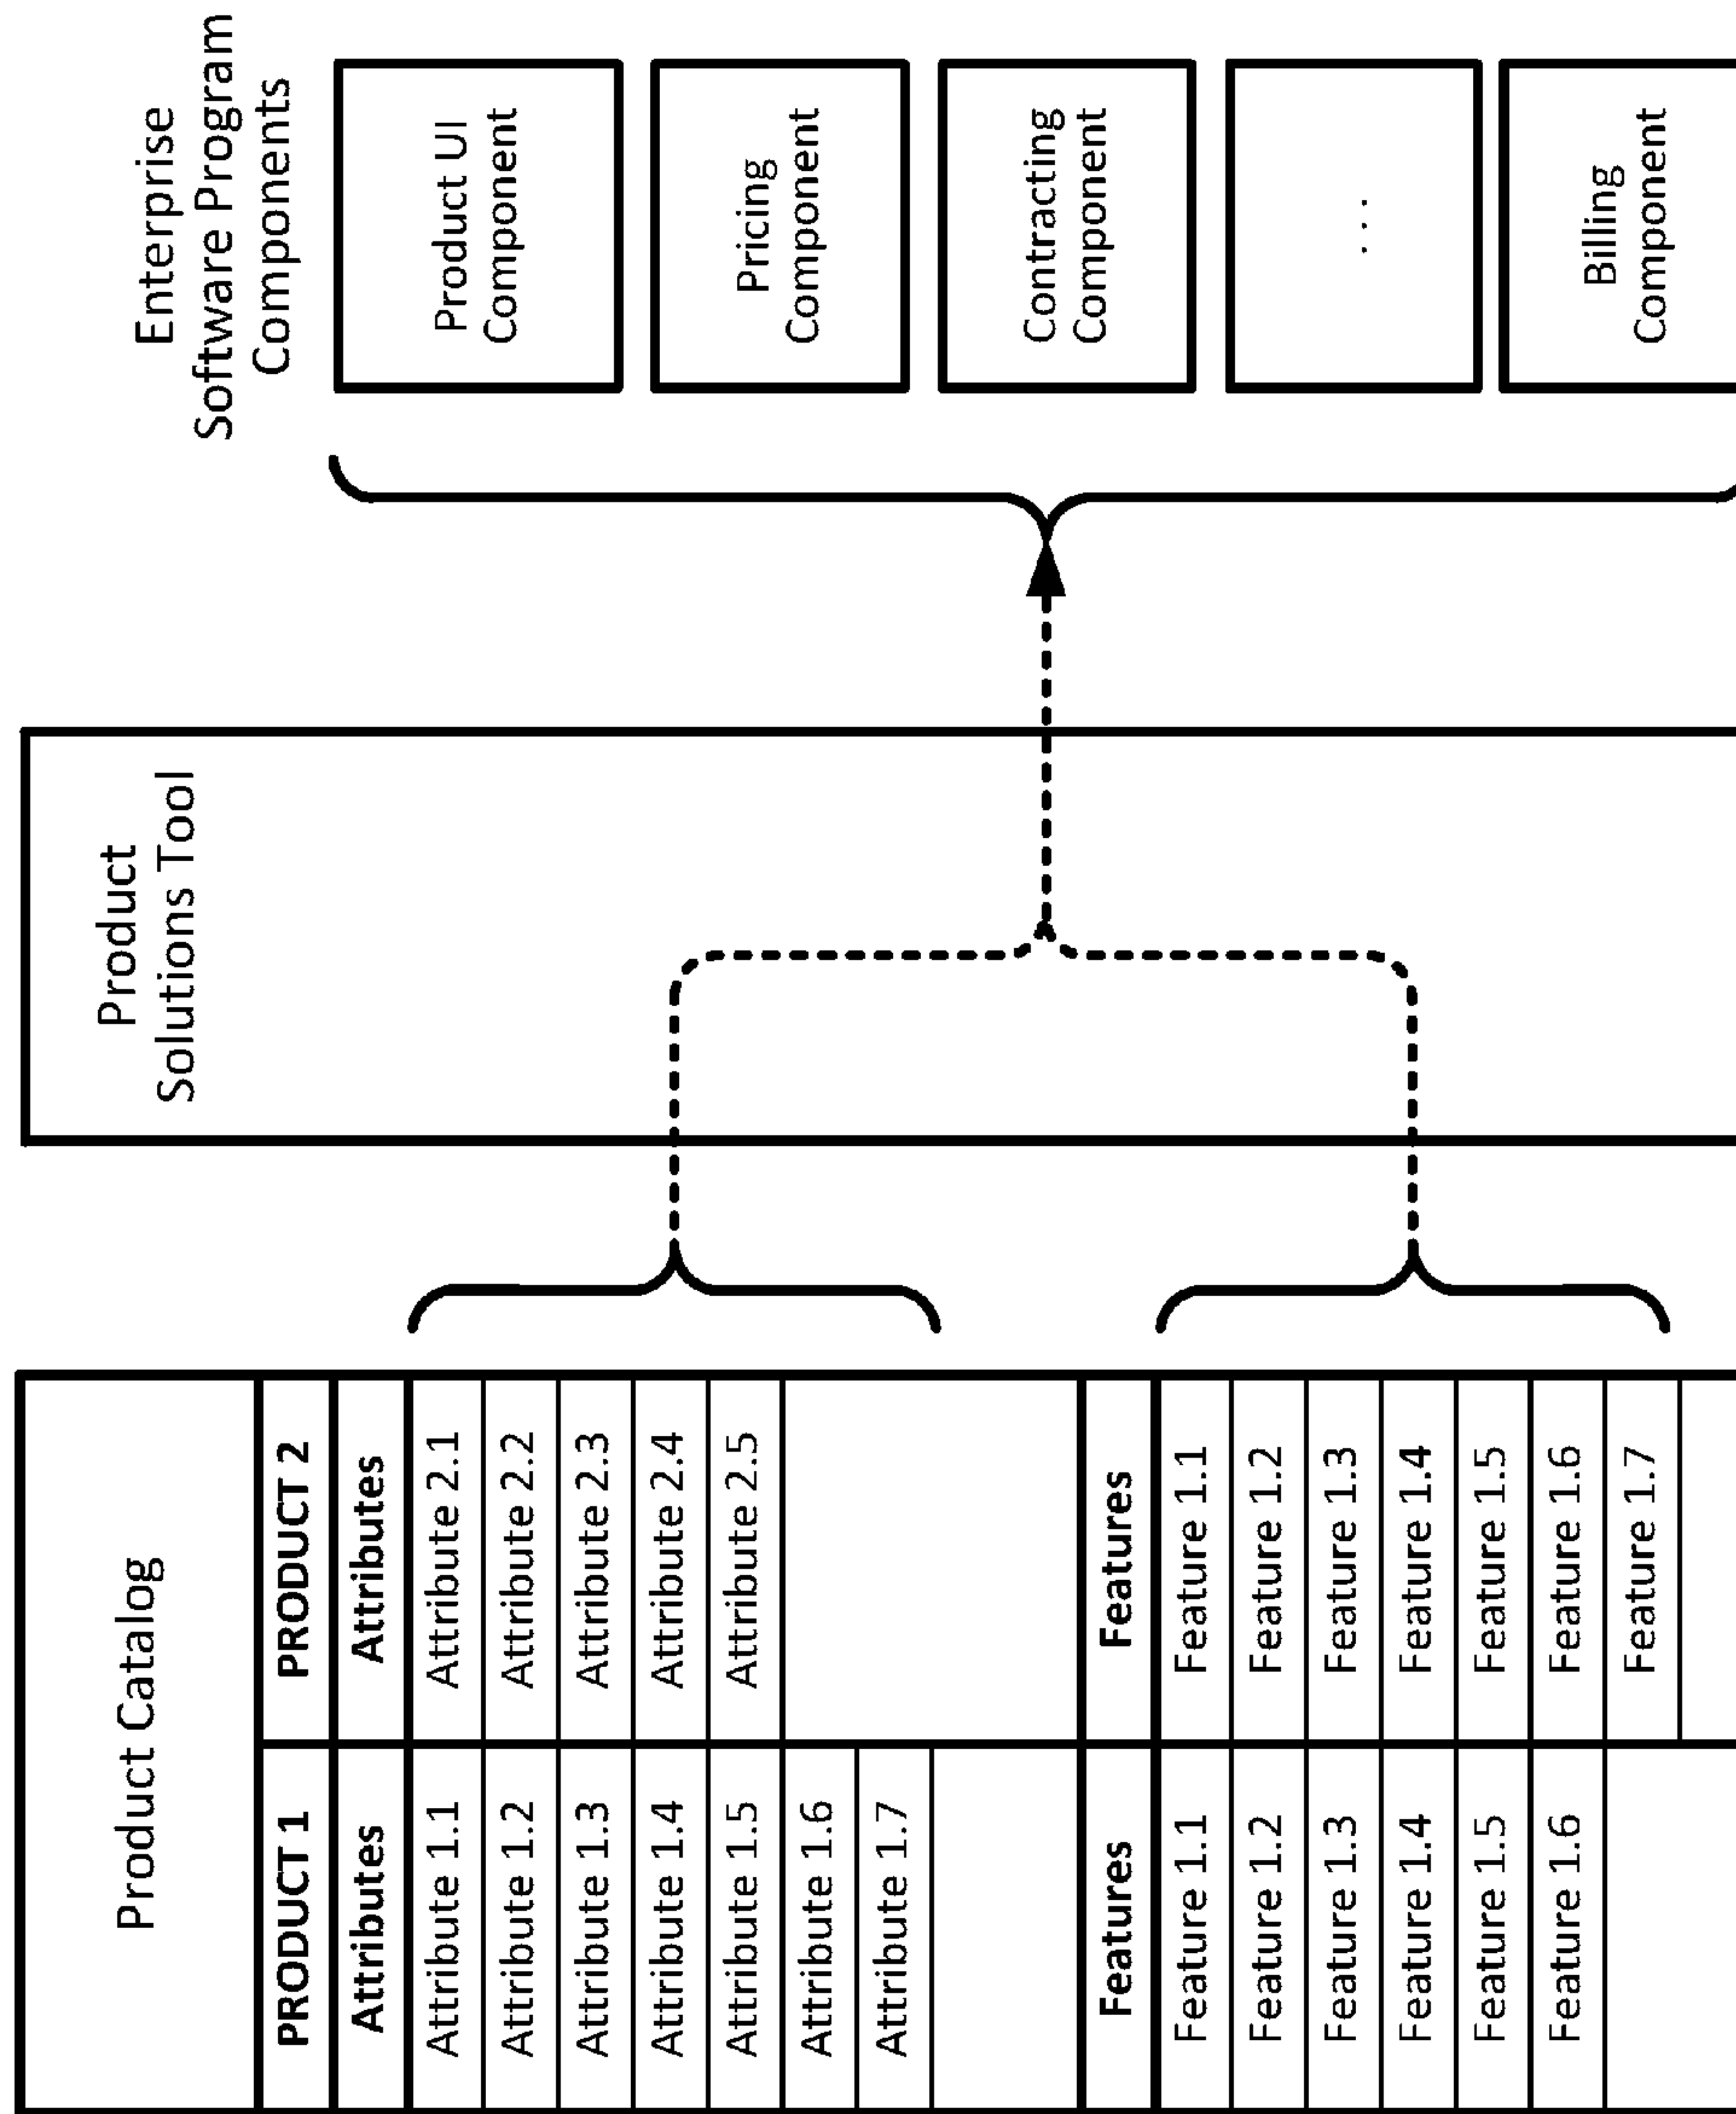 Product Catalog
PRODUCT 1
PRODUCT 2
Attributes
Attributes
Attribute 1.1
Attribute 2.1
Attribute 1.2
Attribute 2.2
Attribute 1.3
Attribute 2.3
Attribute 1.4
Attribute 2.4
Attribute 1.5
Attribute 2.5
Attribute 1.6
Attribute 1.7
Features
Features
Feature 1.1
Feature 1.1
Feature 1.2
Feature 1.2
Feature 1.3
Feature 1.3
Feature 1.4
Feature 1.4
Feature 1.5
Feature 1.5
Feature 1.6
Feature 1.6
Feature 1.7
Product
Solutions Tool
Enterprise
Software Program
Components
Product UI
Component
Pricing
Component
Contracting
Component
...
Billing
Component